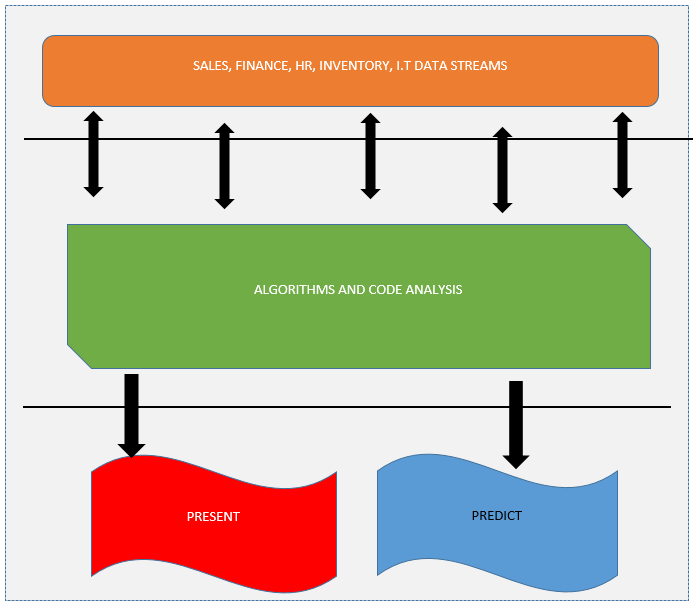 SALES, FINANCE, HR, INVENTORY, I.T DATA STREAMS
ALGORITHMS AND CODE ANALYSIS
PRESENT
PREDICT